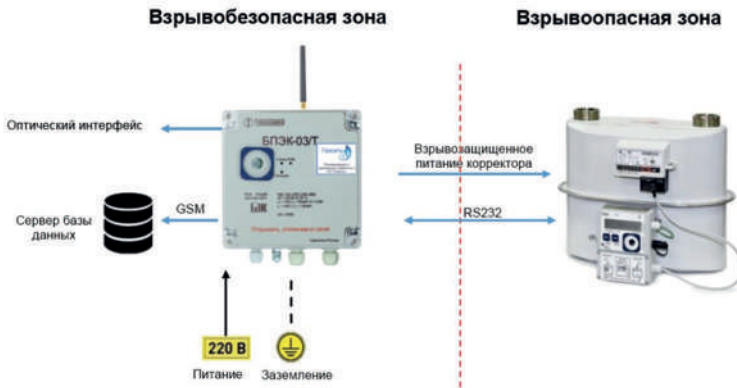 Взрывобезопасная зона
Взрывоопасная зона
Оптический интерфейс
БПЭК-03/Т
Взрывозащищенное
питание корректора
Сервер базы
данных
GSM
RS232
220 В
Питание
Заземление